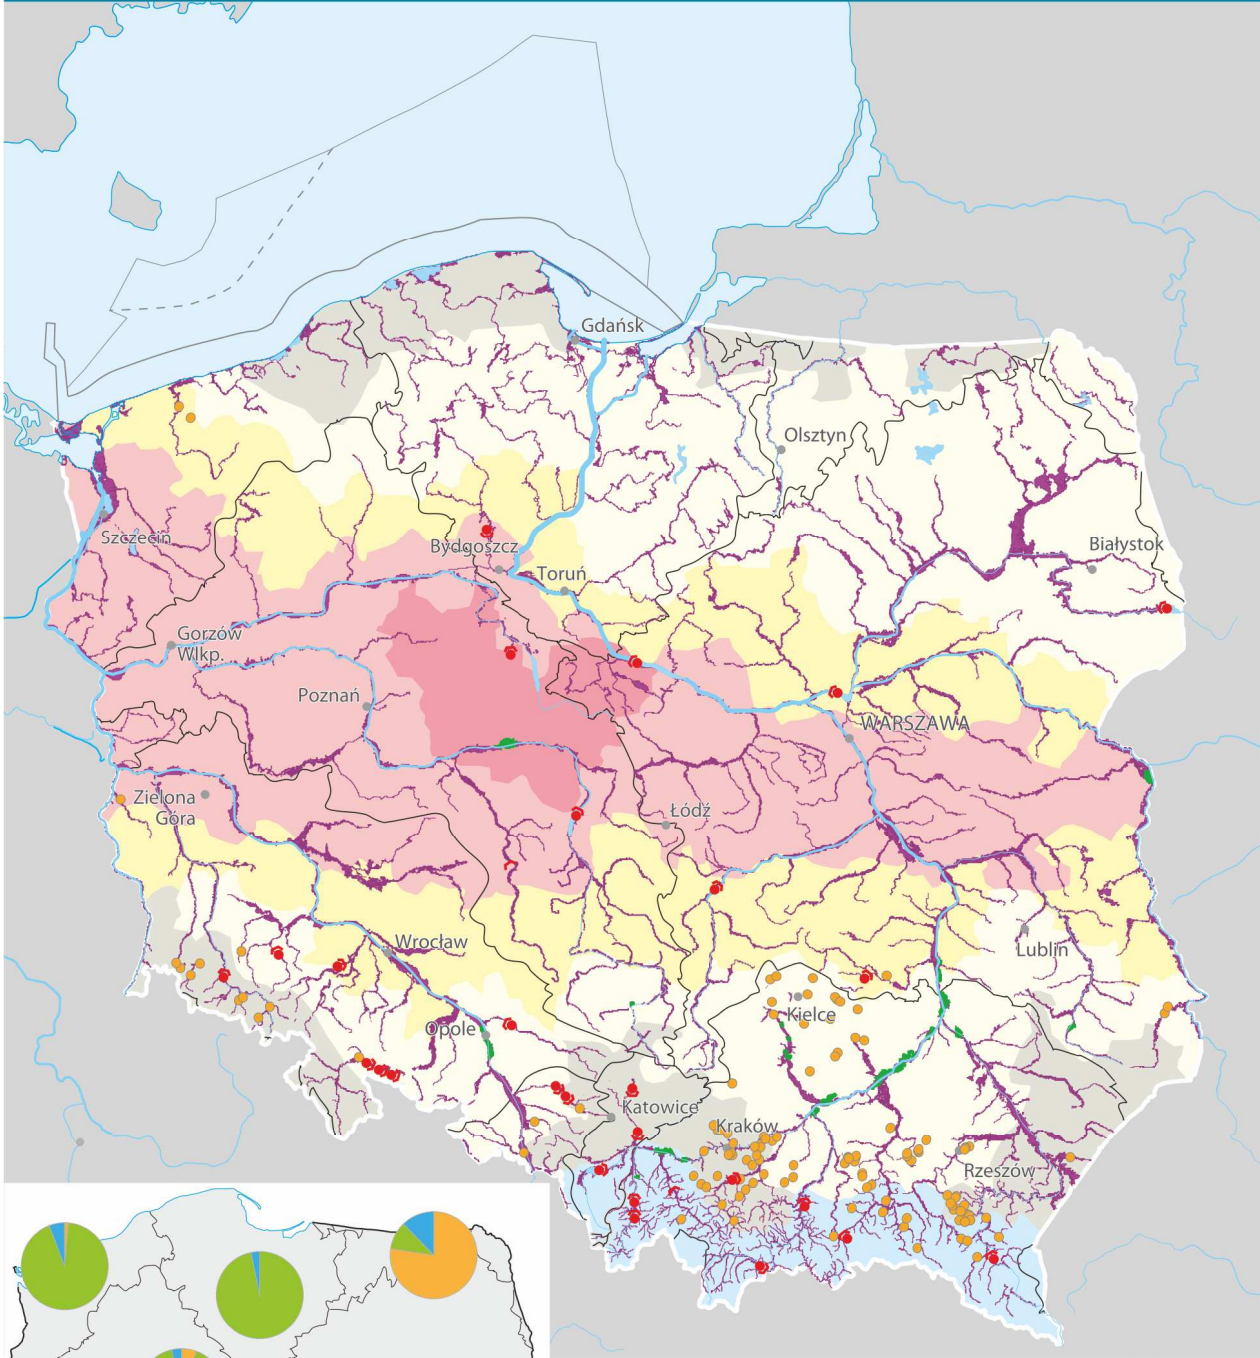 Gdańsk
Olsztyn
Szczecin
Bydgoszcz
Białystok
Toruń
Gorzów
Wlkp.
Poznań
WARSZAWA
Zielona
Góra
Łódź
Wrocław
Lublin
Kielce
Opole
Katowice
Kraków
Rzeszów